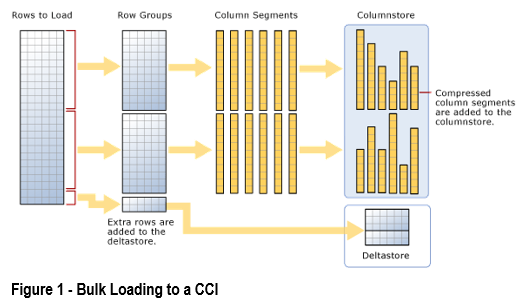 Rows to Load
Row Groups
Column Segments
Columnstore
Compressed
column segments
are added to the
columnstore.
Extra rows are
added to the
deltastore.
Deltastore
Figure 1 - Bulk Loading to a CCI